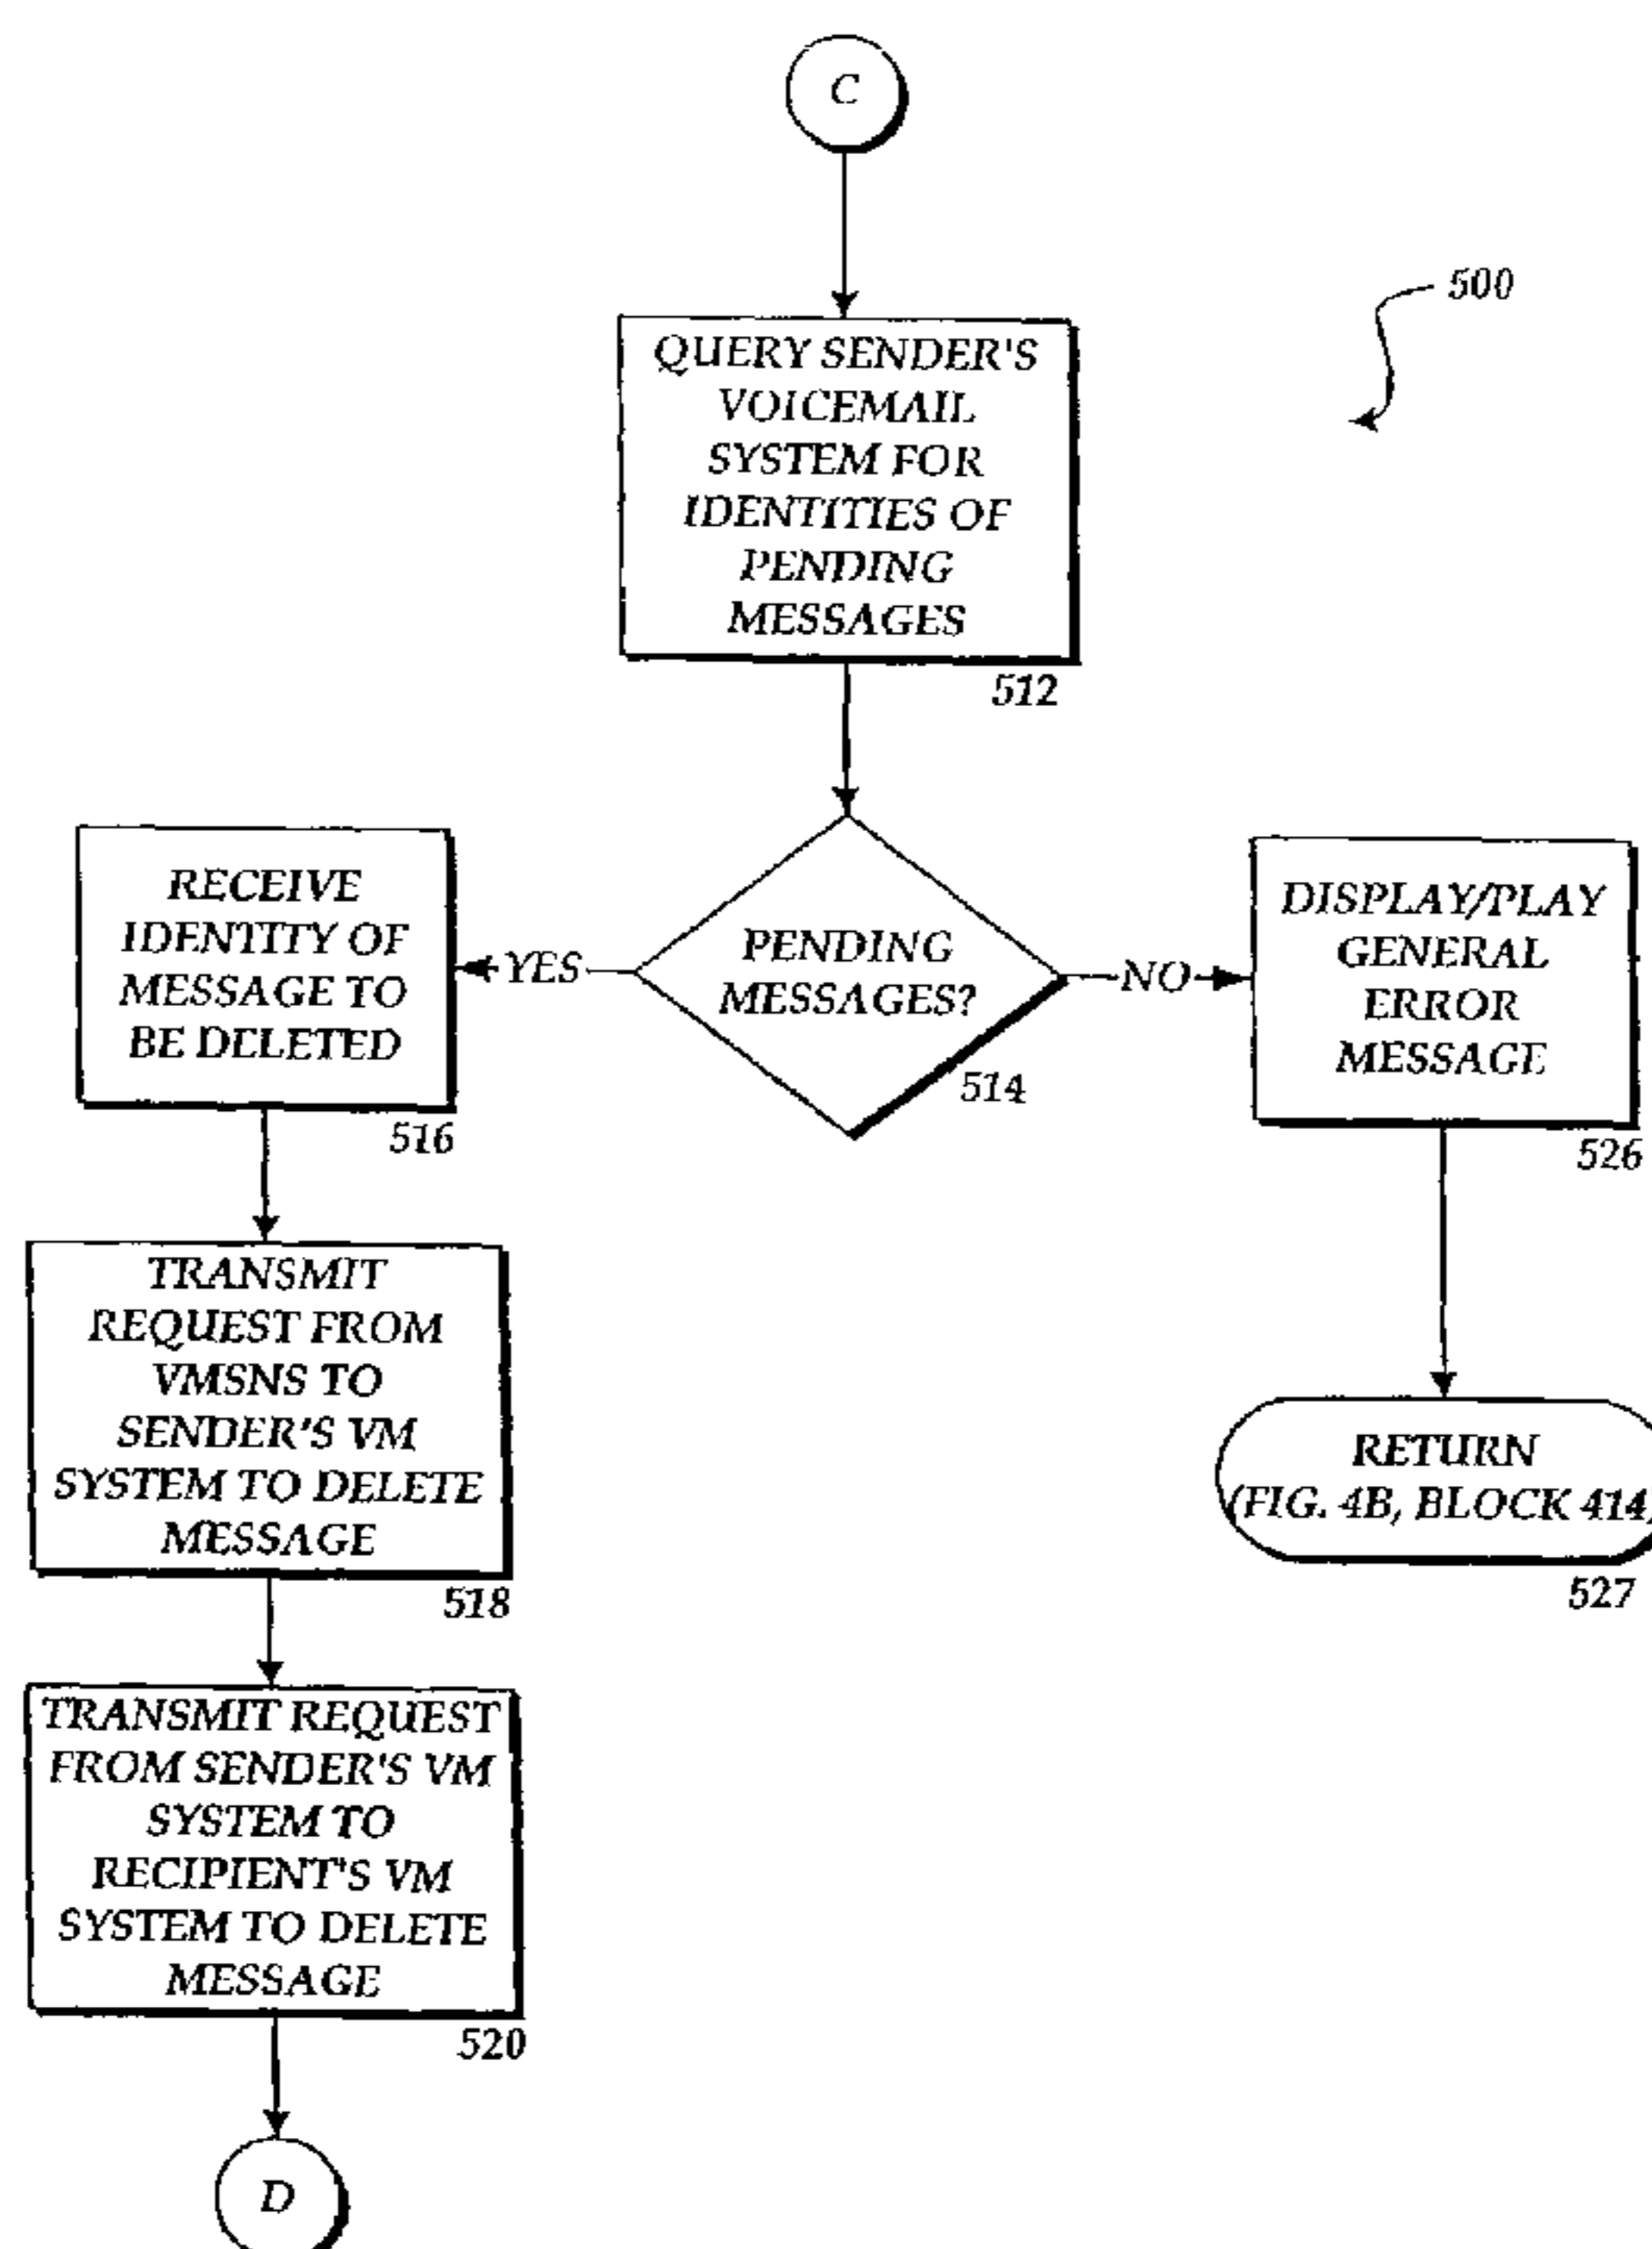 C
500
QUERY SENDER'S
VOICEMAIL
SYSTEM FOR
IDENTITIES OF
PENDING
MESSAGES
512
PENDING
MESSAGES?
514
YES
NO
RECEIVE
IDENTITY OF
MESSAGE TO
BE DELETED
516
DISPLAY/PLAY
GENERAL
ERROR
MESSAGE
526
TRANSMIT
REQUEST FROM
VMSNS TO
SENDER'S VM
SYSTEM TO DELETE
MESSAGE
518
RETURN
(FIG. 4B, BLOCK 414)
527
TRANSMIT REQUEST
FROM SENDER'S VM
SYSTEM TO
RECIPIENT'S VM
SYSTEM TO DELETE
MESSAGE
520
D